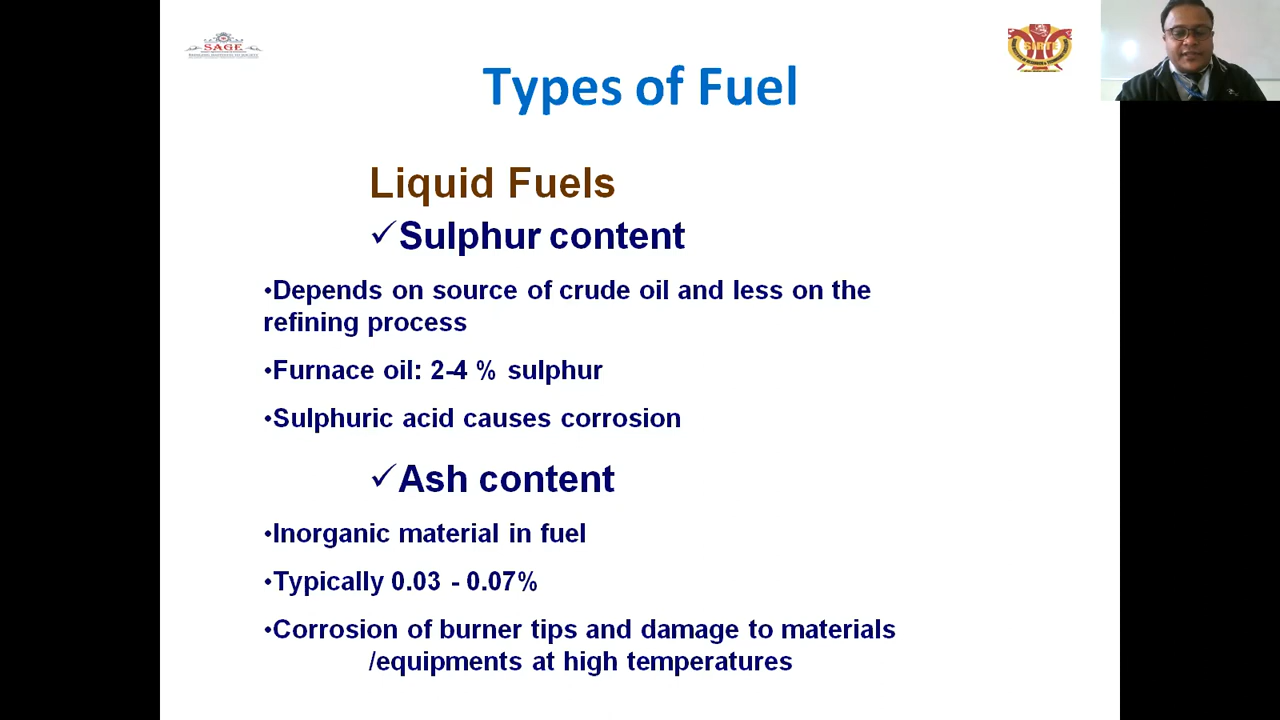 SAGE
SIRTE
Types of Fuel
Liquid Fuels
✓Sulphur content
•Depends on source of crude oil and less on the
refining process
•Furnace oil: 2-4 % sulphur
•Sulphuric acid causes corrosion
✓Ash content
•Inorganic material in fuel
•Typically 0.03 - 0.07%
•Corrosion of burner tips and damage to materials
/equipments at high temperatures